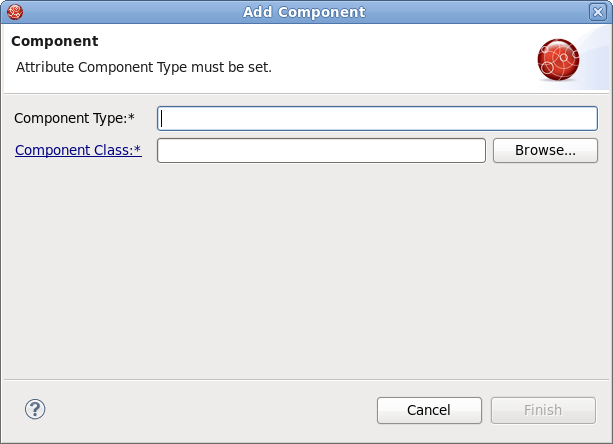 Add Component
Component
Attribute Component Type must be set.
Component Type:*
Component Class:*
Browse...
?
Cancel
Finish